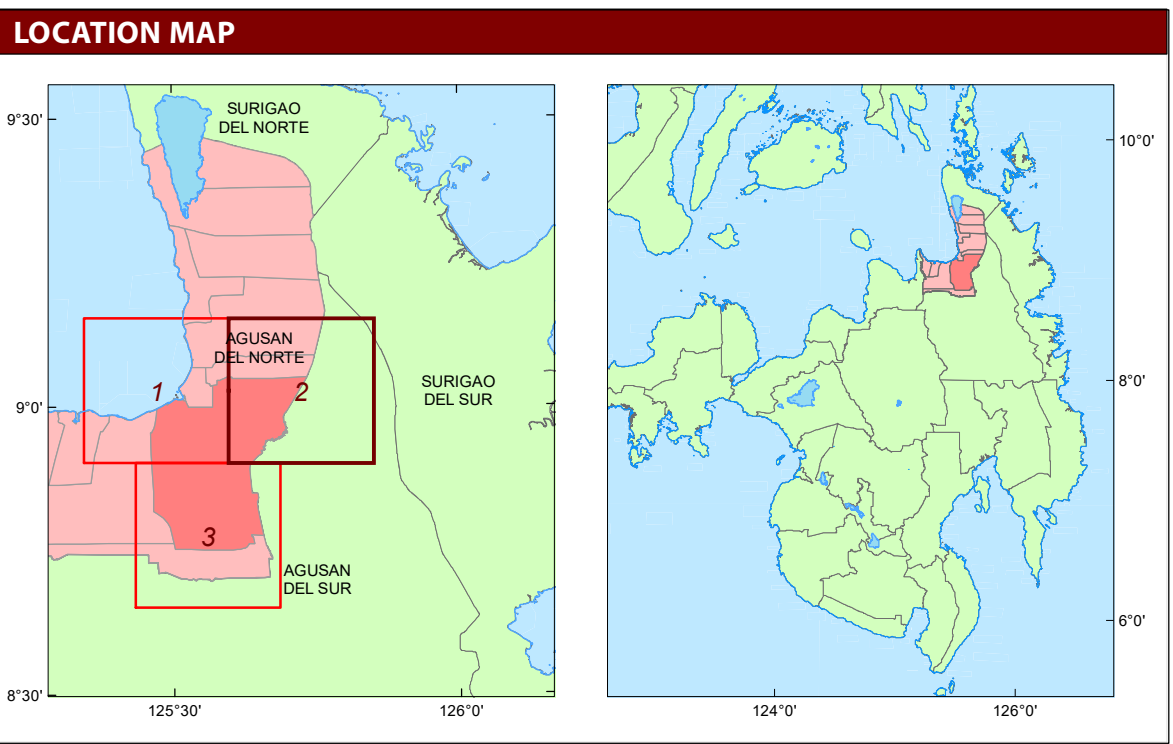 LOCATION MAP
SURIGAO
DEL NORTE
9°30'
AGUSAN
DEL NORTE
1
2
SURIGAO
DEL SUR
9°0'
3
AGUSAN
DEL SUR
8°30'
125°30'
126°0'
10°0'
8°0'
6°0'
124°0'
126°0'